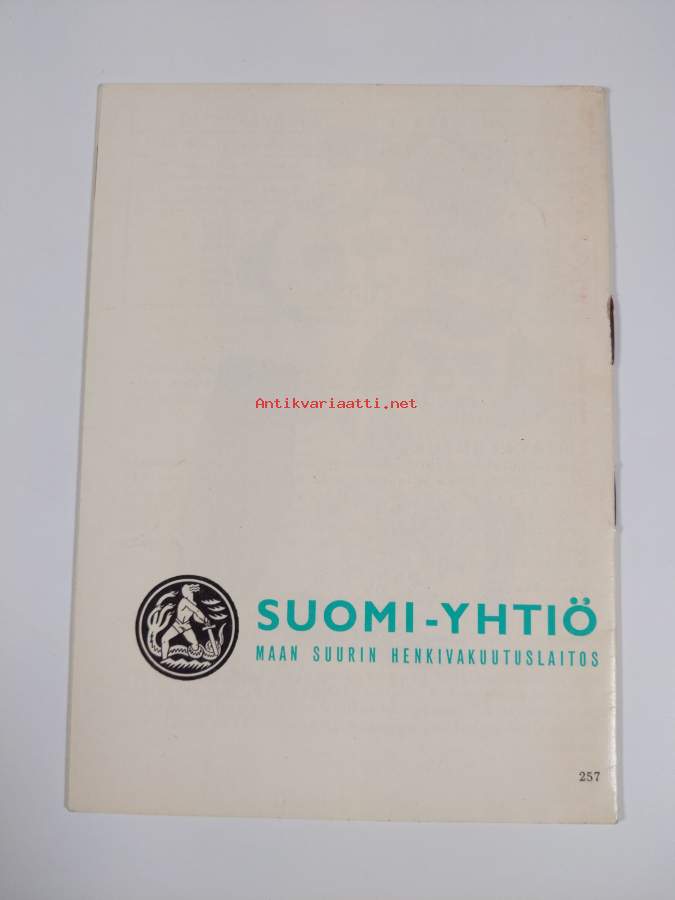 Antikvariaatti.net
SUOMI-YHTIÖ
MAAN SUURIN HENKIVAKUUTUSLAITOS
257